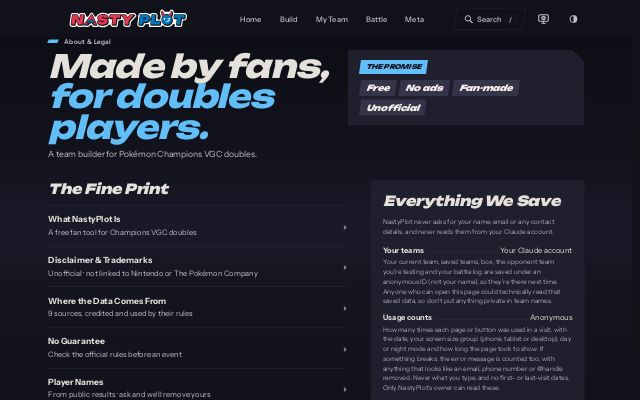 NASTY PLOT
Home
Build
My Team
Battle
Meta
Search /
About & Legal
Made by fans,
for doubles
players.
A team builder for Pokémon Champions VGC doubles.
THE PROMISE
Free
No ads
Fan-made
Unofficial
The Fine Print
What NastyPlot Is
A free fan tool for Champions VGC doubles
Disclaimer & Trademarks
Unofficial · not linked to Nintendo or The Pokémon Company
Where the Data Comes From
9 sources, credited and used by their rules
No Guarantee
Check the official rules before an event
Player Names
From public results · ask and we'll remove yours
Everything We Save
NastyPlot never asks for your name, email or any contact
details, and never reads them from your Claude account.
Your teams
Your Claude account
Your current team, saved teams, box, the opponent team
you're testing and your battle log are saved under an
anonymous ID (not your name), so they're there next time.
Anyone who can open this page could technically read that
saved data, so don't put anything private in team names.
Usage counts
Anonymous
How many times each page or button was used in a visit, with
the date, your screen size group (phone, tablet or desktop), day
or night mode and how long the page took to show. If
something breaks, the error message is counted too, with
anything that looks like an email, phone number or @handle
removed. Never what you type, and no first- or last-visit dates.
Only NastyPlot's owner can read these.